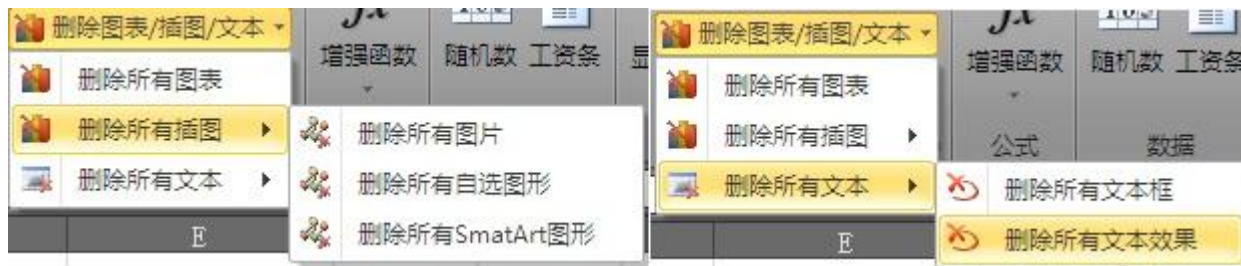 删除图表/插图/文本
增强函数
随机数
工资条
删除所有图表
删除所有插图
删除所有图片
删除所有文本
删除所有自选图形
删除所有SmatArt图形
E
删除图表/插图/文本
增强函数
随机数
工资条
删除所有图表
删除所有插图
公式
数据
删除所有文本
删除所有文本框
删除所有文本效果
E